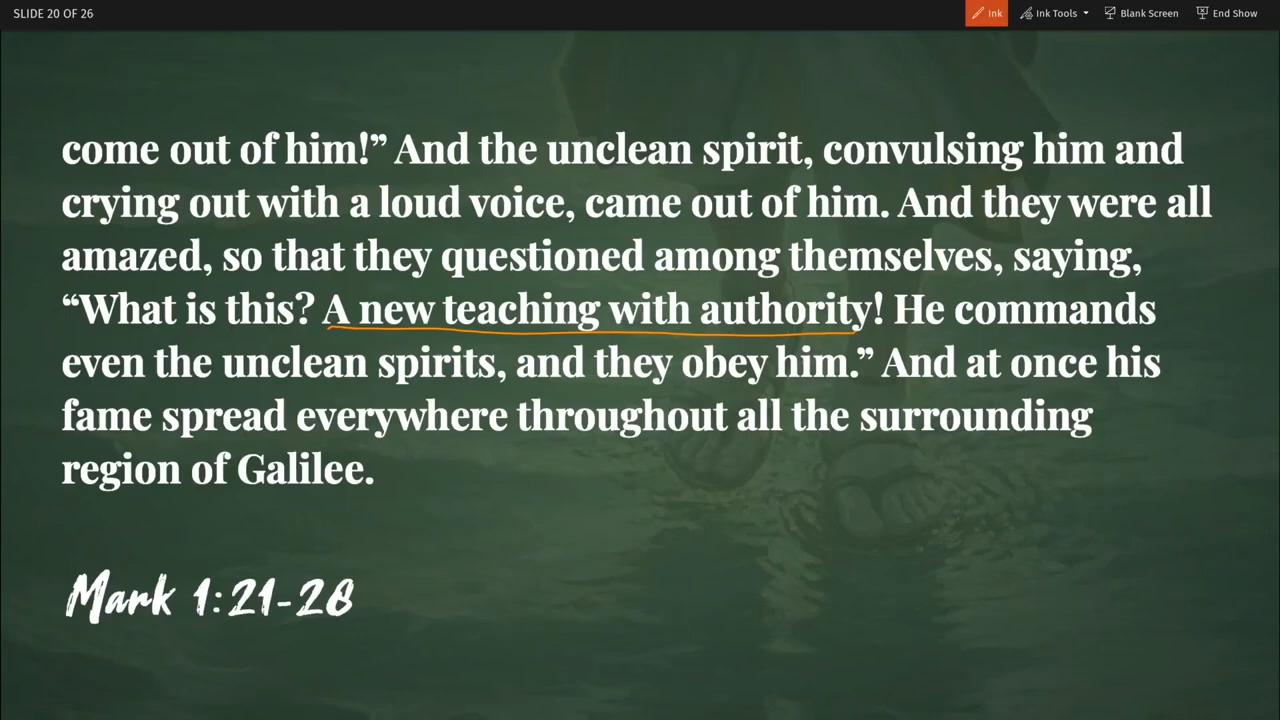 SLIDE 20 OF 26
Ink
Ink Tools
Blank Screen
End Show
come out of him!” And the unclean spirit, convulsing him and
crying out with a loud voice, came out of him. And they were all
amazed, so that they questioned among themselves, saying,
“What is this? A new teaching with authority! He commands
even the unclean spirits, and they obey him.” And at once his
fame spread everywhere throughout all the surrounding
region of Galilee.
Mark 1:21-28